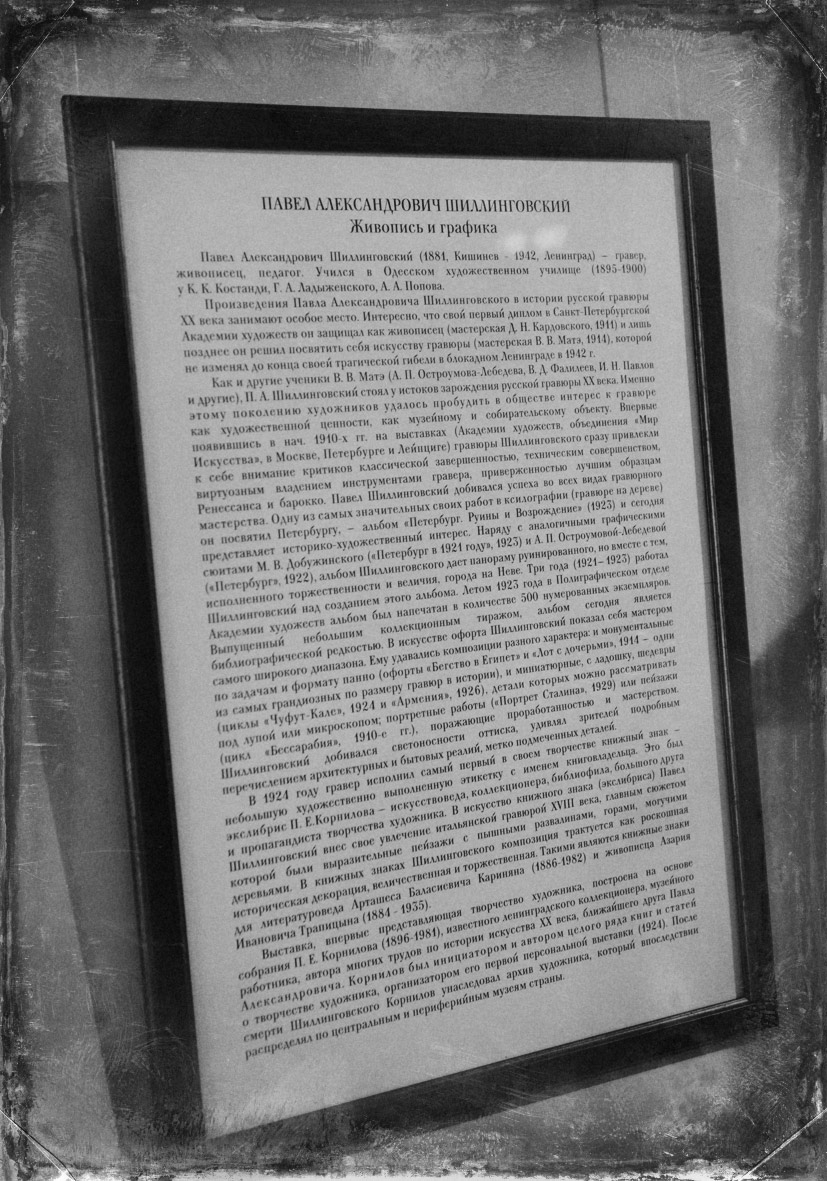 ПАВЕЛ АЛЕКСАНДРОВИЧ ШИЛЛИНГОВСКИЙ
Живопись и графика
Павел Александрович Шиллинговский (1881, Кишинев - 1942, Ленинград) – гравер,
живописец, педагог. Учился в Одесском художественном училище (1895-1900)
у К. К. Костанди, Г. А. Ладыженского, А. А. Попова.
Произведения Павла Александровича Шиллинговского в истории русской гравюры
XX века занимают особое место. Интересно, что свой первый диплом в Санкт-Петербургской
Академии художеств он защищал как живописец (мастерская Д. Н. Кардовского, 1911) и лишь
позднее он решил посвятить себя искусству гравюры (мастерская В. В. Матэ, 1914), которой
не изменял до конца своей трагической гибели в блокадном Ленинграде в 1942 г.
Как и другие ученики В. В. Матэ (А. П. Остроумова-Лебедева, В. Д. Фалилеев, И. Н. Павлов
и другие), П. А. Шиллинговский стоял у истоков зарождения русской гравюры XX века. Именно
этому поколению художников удалось пробудить в обществе интерес к гравюре
как художественной ценности, как музейному и собирательскому объекту. Впервые
появившись в нач. 1910-х гг. на выставках (Академии художеств, объединения «Мир
Искусства», в Москве, Петербурге и Лейпциге) гравюры Шиллинговского сразу привлекли
к себе внимание критиков классической завершенностью, техническим совершенством,
виртуозным владением инструментами гравера, приверженностью лучшим образцам
Ренессанса и барокко. Павел Шиллинговский добивался успеха во всех видах гравюрного
мастерства. Одну из самых значительных своих работ в ксилографии (гравюре на дереве)
он посвятил Петербургу, – альбом «Петербург. Руины и Возрождение» (1923) и сегодня
представляет историко-художественный интерес. Наряду с аналогичными графическими
сюитами М. В. Добужинского («Петербург в 1921 году», 1923) и А. П. Остроумовой-Лебедевой
(«Петербург», 1922), альбом Шиллинговского даст панораму руинированного, но вместе с тем,
исполненного торжественности и величия, города на Неве. Три года (1921– 1923) работал
Шиллинговский над созданием этого альбома. Летом 1923 года в Полиграфическом отделе
Академии художеств альбом был напечатан в количестве 500 нумерованных экземпляров.
Выпущенный небольшим коллекционным тиражом, альбом сегодня является
библиографической редкостью. В искусстве офорта Шиллинговский показал себя мастером
самого широкого диапазона. Ему удавались композиции разного характера: и монументальные
по задачам и формату панно (офорты «Бегство в Египет» и «Лот с дочерьми», 1914 – одни
из самых грандиозных по размеру гравюр в истории), и миниатюрные, с ладошку, шедевры
(циклы «Чуфут-Кале», 1924 и «Армения», 1926), детали которых можно рассматривать
под лупой или микроскопом; портретные работы («Портрет Сталина», 1929) или пейзажи
(цикл «Бессарабия», 1910-е гг.), поражающие проработанностью и мастерством.
Шиллинговский добивался светоносности оттиска, удивлял зрителей подробным
перечислением архитектурных и бытовых реалий, метко подмеченных деталей.
В 1924 году гравер исполнил самый первый в своем творчестве книжный знак –
небольшую художественно выполненную этикетку с именем книговладельца. Это был
экслибрис П. Е.Корнилова – искусствоведа, коллекционера, библиофила, большого друга
и пропагандиста творчества художника. В искусство книжного знака (экслибриса) Павел
Шиллинговский внес свое увлечение итальянской гравюрой XVIII века, главным сюжетом
которой были выразительные пейзажи с пышными развалинами, горами, могучими
деревьями. В книжных знаках Шиллинговского композиция трактуется как роскошная
историческая декорация, величественная и торжественная. Такими являются книжные знаки
для литературоведа Арташеса Баласиевича Кариняна (1886-1982) и живописца Азария
Ивановича Трапицына (1884 - 1935).
Выставка, впервые представляющая творчество художника, построена на основе
собрания П. Е. Корнилова (1896-1981), известного ленинградского коллекционера, музейного
работника, автора многих трудов по истории искусства XX века, ближайшего друга Павла
Александровича. Корнилов был инициатором и автором целого ряда книг и статей
о творчестве художника, организатором его первой персональной выставки (1924). После
смерти Шиллинговского Корнилов унаследовал архив художника, который впоследствии
распределял по центральным и периферийным музеям страны.